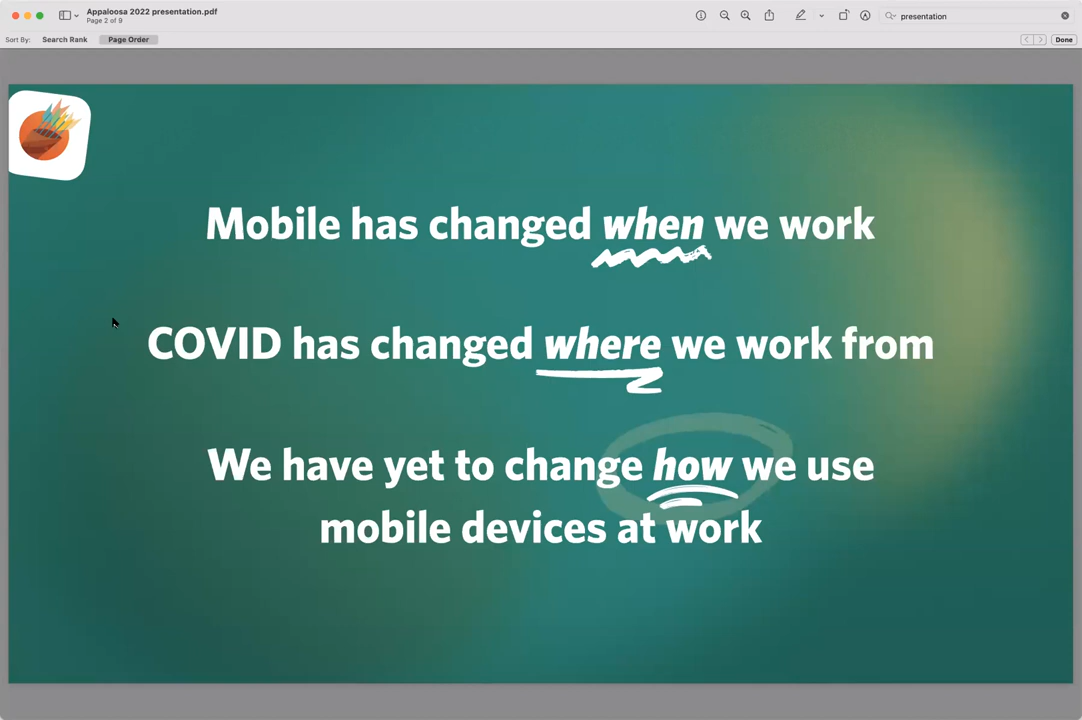 Appaloosa 2022 presentation.pdf
Page 2 of 9
presentation
Sort By: Search Rank Page Order Done
Mobile has changed when we work
COVID has changed where we work from
We have yet to change how we use
mobile devices at work